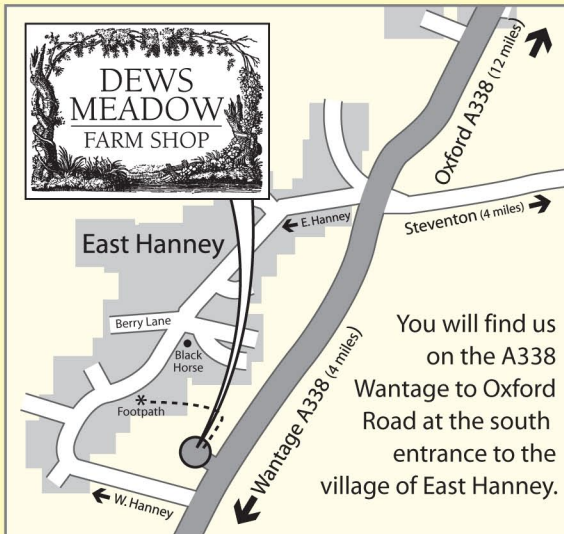 DEWS
MEADOW
FARM SHOP
Oxford A338 (12 miles)
E. Hanney
Steventon (4 miles)
East Hanney
Berry Lane
Black
Horse
Footpath
Wantage A338 (4 miles)
W. Hanney
You will find us
on the A338
Wantage to Oxford
Road at the south
entrance to the
village of East Hanney.